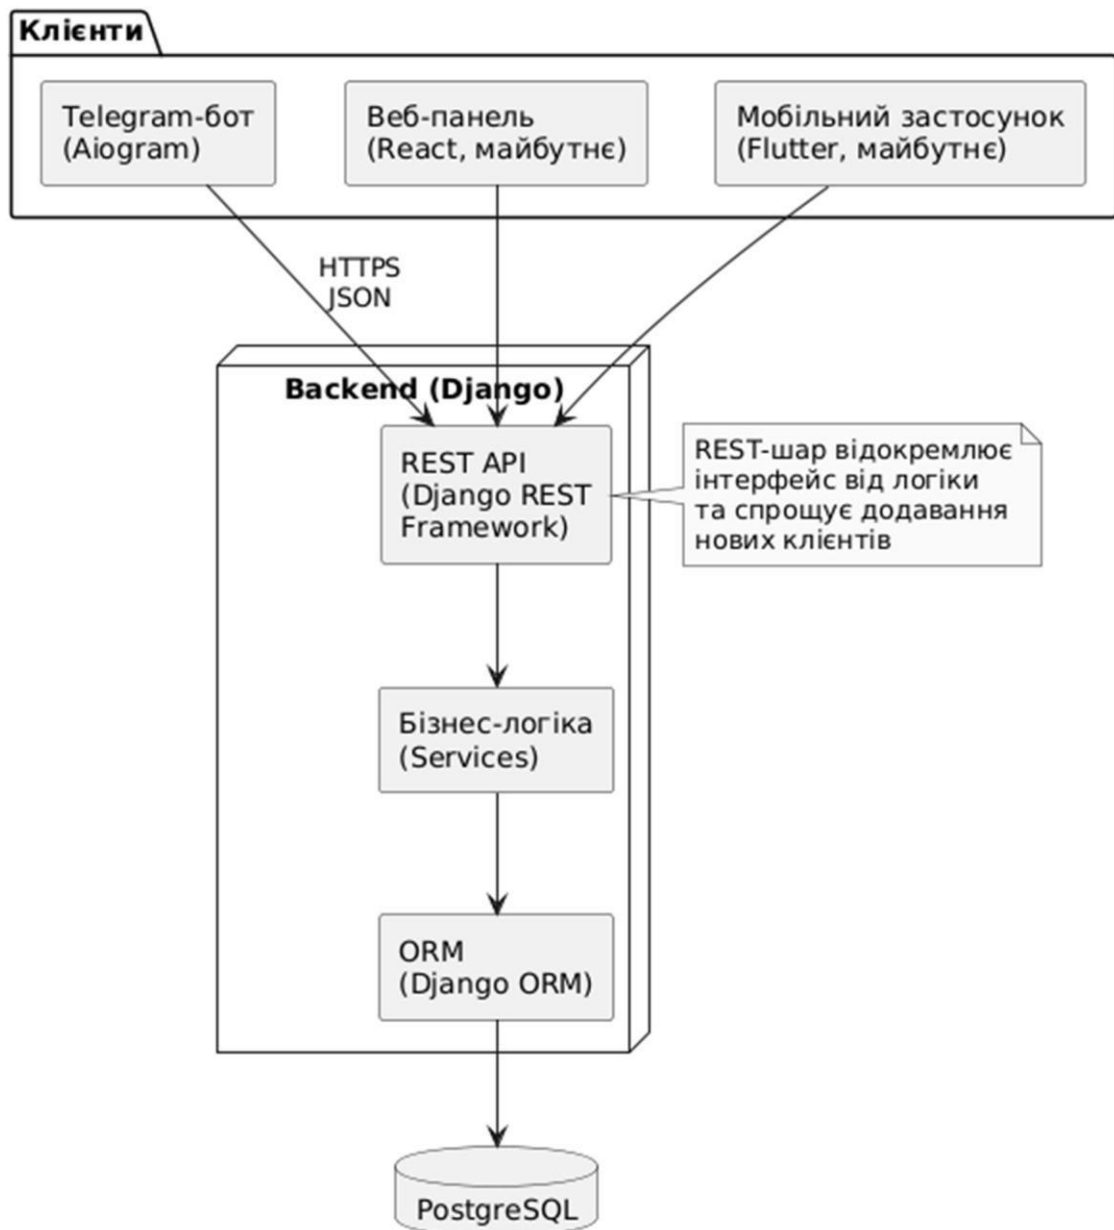 Клієнти
Telegram-бот
(Aiogram)
Веб-панель
(React, майбутнє)
Мобільний застосунок
(Flutter, майбутнє)
HTTPS
JSON
Backend (Django)
REST API
(Django REST
Framework)
REST-шар відокремлює
інтерфейс від логіки
та спрощує додавання
нових клієнтів
Бізнес-логіка
(Services)
ORM
(Django ORM)
PostgreSQL